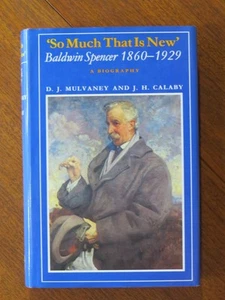 'So Much That Is New'
Baldwin Spencer 1860–1929
A BIOGRAPHY
D. J. MULVANEY AND J. H. CALABY